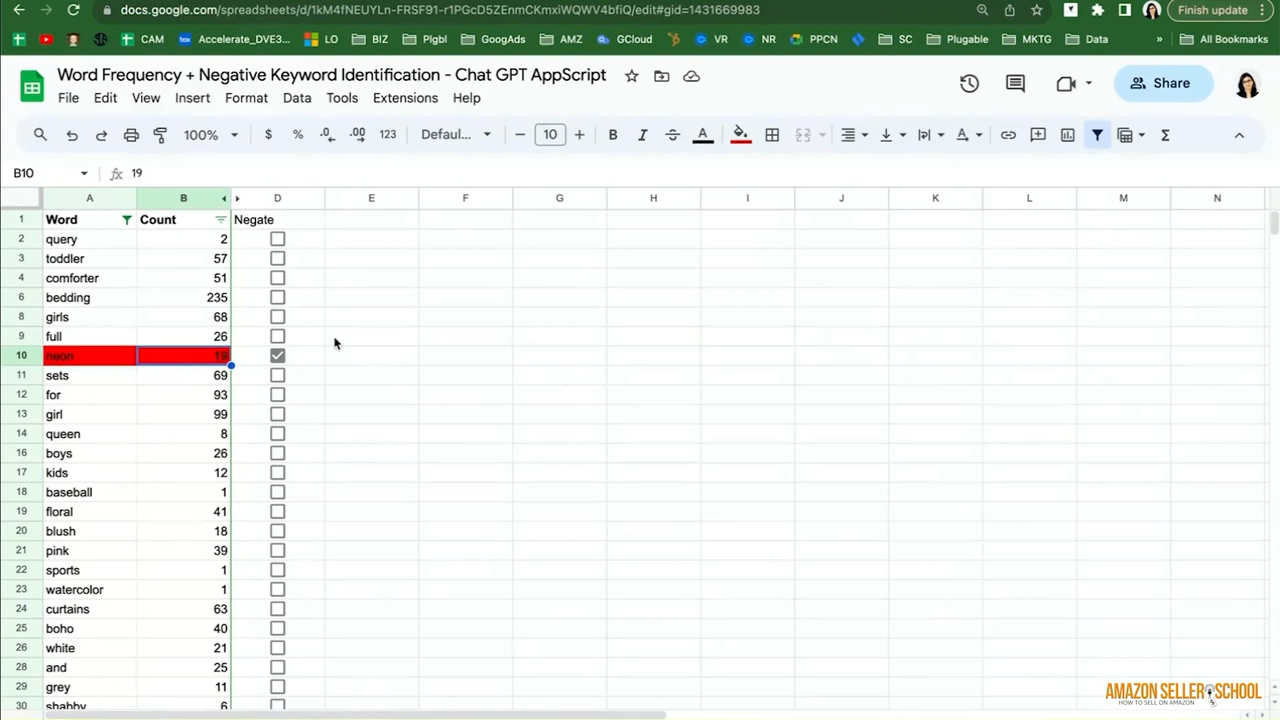 docs.google.com/spreadsheets/d/1kM4fNEUYLn-FRSF91-r1PGcD5ZEnmCKmxiWQWV4bfiQ/edit#gid=1431669983
Finish update
CAM Accelerate_DVE3... LO BIZ Plgbl GoogAds AMZ GCloud VR NR PPCN SC Plugable MKTG Data » All Bookmarks
Word Frequency + Negative Keyword Identification - Chat GPT AppScript
Share
File Edit View Insert Format Data Tools Extensions Help
100% $ % .0 .00 123 Defaul... 10 B I A Σ
B10 fx 19
A B D E F G H I J K L M N
1 Word Count Negate
2 query 2
3 toddler 57
4 comforter 51
6 bedding 235
8 girls 68
9 full 26
10 neon 19
11 sets 69
12 for 93
13 girl 99
14 queen 8
16 boys 26
17 kids 12
18 baseball 1
19 floral 41
20 blush 18
21 pink 39
22 sports 1
23 watercolor 1
24 curtains 63
25 boho 40
26 white 21
28 and 25
29 grey 11
30 shabby 6
AMAZON SELLER SCHOOL
HOW TO SELL ON AMAZON